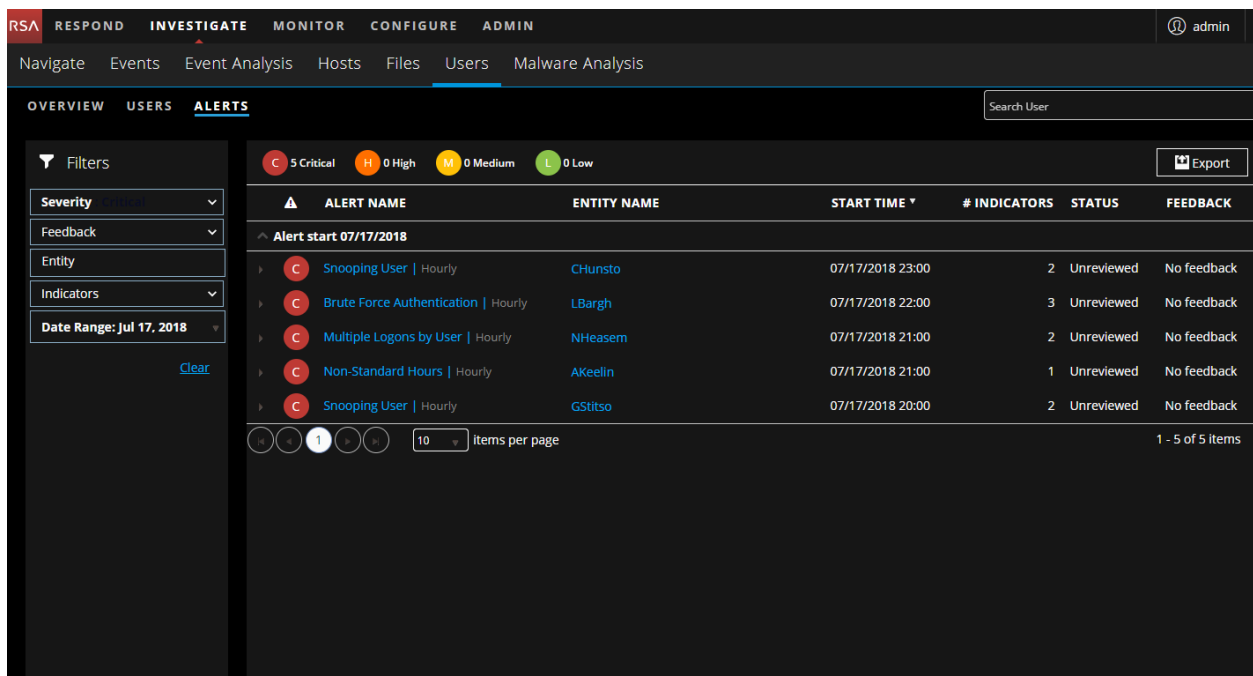 RSA RESPOND INVESTIGATE MONITOR CONFIGURE ADMIN admin
Navigate Events Event Analysis Hosts Files Users Malware Analysis
OVERVIEW USERS ALERTS Search User
Filters
Severity Critical
Feedback
Entity
Indicators
Date Range: Jul 17, 2018
Clear
C 5 Critical H 0 High M 0 Medium L 0 Low Export
ALERT NAME ENTITY NAME START TIME # INDICATORS STATUS FEEDBACK
Alert start 07/17/2018
C Snooping User | Hourly CHunsto 07/17/2018 23:00 2 Unreviewed No feedback
C Brute Force Authentication | Hourly LBargh 07/17/2018 22:00 3 Unreviewed No feedback
C Multiple Logons by User | Hourly NHeasem 07/17/2018 21:00 2 Unreviewed No feedback
C Non-Standard Hours | Hourly AKeelin 07/17/2018 21:00 1 Unreviewed No feedback
C Snooping User | Hourly GStitso 07/17/2018 20:00 2 Unreviewed No feedback
1 10 items per page 1 - 5 of 5 items